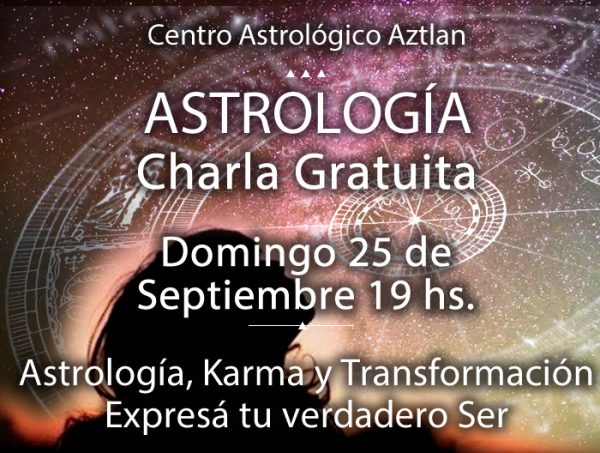 Centro Astrológico Aztlan
ASTROLOGÍA
Charla Gratuita
Domingo 25 de
Septiembre 19 hs.
Astrología, Karma y Transformación
Expresá tu verdadero Ser